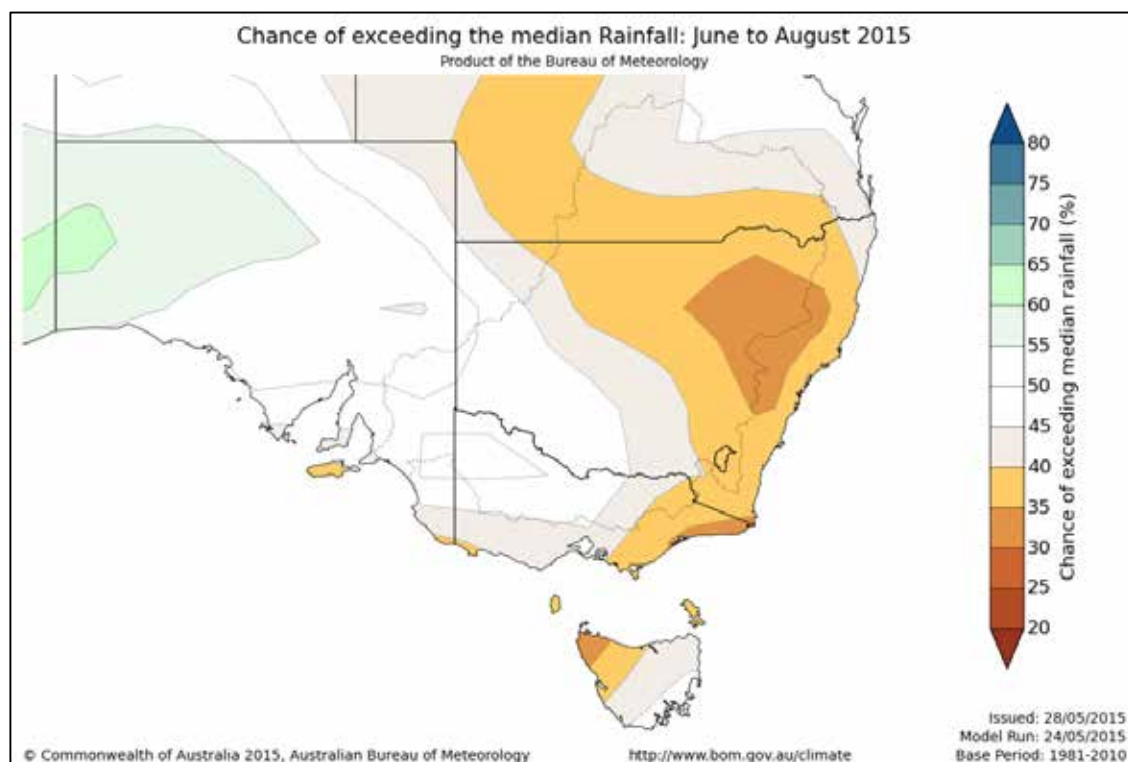 Chance of exceeding the median Rainfall: June to August 2015
Product of the Bureau of Meteorology
80
75
70
65
60
55
50
45
40
35
30
25
20
Chance of exceeding median rainfall (%)
Issued: 28/05/2015
Model Run: 24/05/2015
© Commonwealth of Australia 2015, Australian Bureau of Meteorology
http://www.bom.gov.au/climate
Base Period: 1981-2010